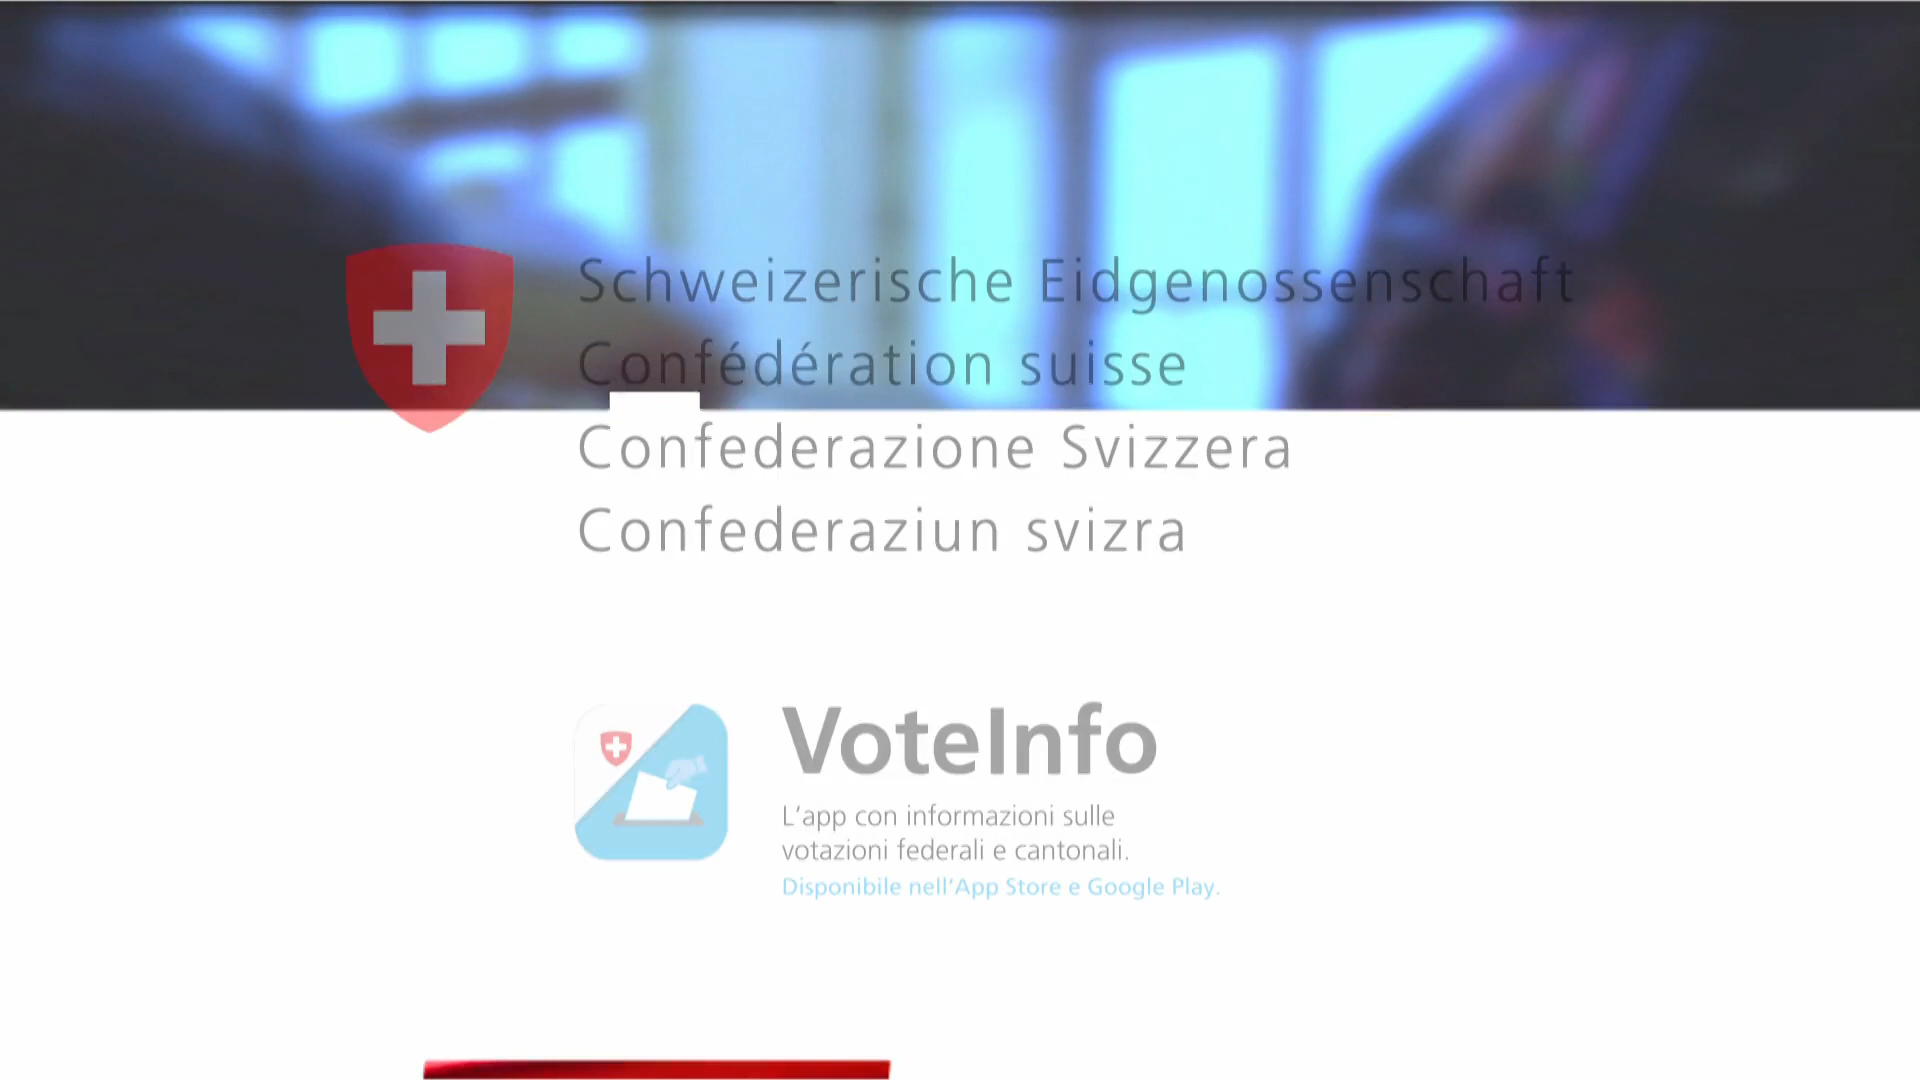 Schweizerische Eidgenossenschaft
Confédération suisse
Confederazione Svizzera
Confederaziun svizra
VoteInfo
L’app con informazioni sulle
votazioni federali e cantonali.
Disponibile nell’App Store e Google Play.